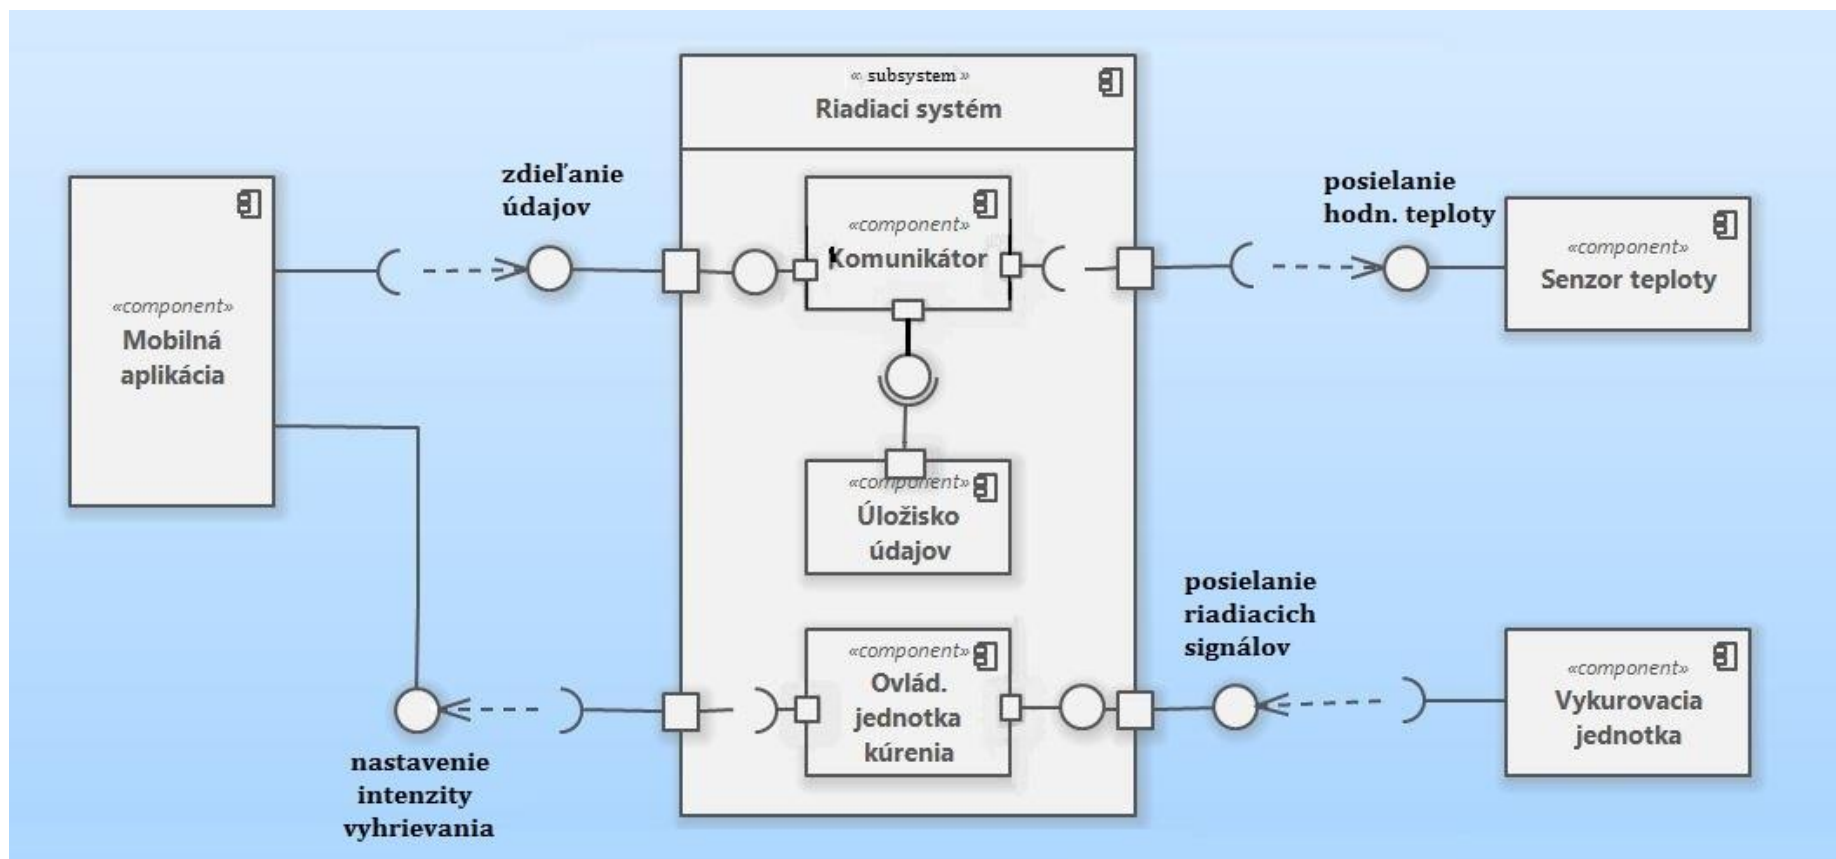 « subsystem »
Riadiaci systém
zdieľanie
údajov
«component»
Komunikátor
posielanie
hodn. teploty
«component»
Senzor teploty
«component»
Mobilná
aplikácia
«component»
Úložisko
údajov
posielanie
riadiacich
signálov
«component»
Ovlád.
jednotka
kúrenia
«component»
Vykurovacia
jednotka
nastavenie
intenzity
vyhrievania